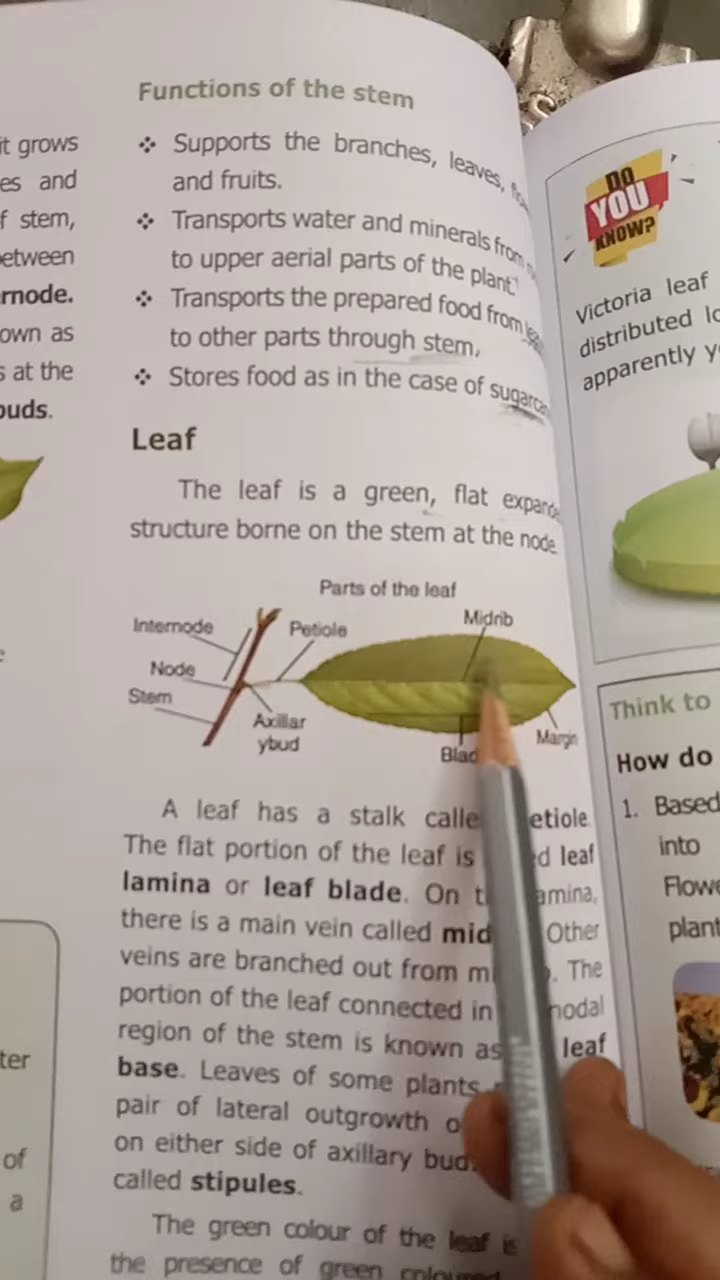 it grows
es and
f stem,
between
rnode.
own as
s at the
buds.
ter
of
a
Functions of the stem
❖ Supports the branches, leaves,
and fruits.
❖ Transports water and minerals from
to upper aerial parts of the plant.
❖ Transports the prepared food from
to other parts through stem.
❖ Stores food as in the case of
Leaf
The leaf is a green, flat
structure borne on the stem at the node
Parts of the leaf
Midrib
Internode
Petiole
Node
Stem
Axillar
ybud
Margin
A leaf has a stalk etiole
The flat portion of the leaf is d leaf
lamina or leaf blade. On amina,
there is a main vein called mid Other
veins are branched out from The
portion of the leaf connected in nodal
region of the stem is known as leaf
base. Leaves of some plants
pair of lateral outgrowth
on either side of axillary bud
called stipules.
The green colour of the leaf is
the presence of green coloured
DO
YOU
KNOW?
Victoria leaf
distributed
apparently
Think to
How do
1. Based
into
Flowe
plant